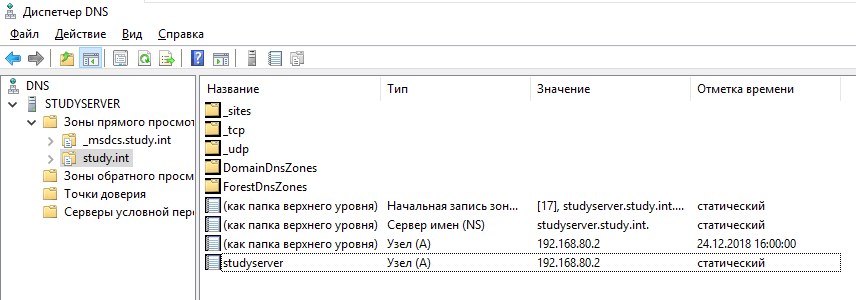 Диспетчер DNS
Файл Действие Вид Справка
DNS
STUDYSERVER
Зоны прямого просмот
_msdcs.study.int
study.int
Зоны обратного просм
Точки доверия
Серверы условной пер
Название Тип Значение Отметка времени
_sites
_tcp
_udp
DomainDnsZones
ForestDnsZones
(как папка верхнего уровня) Начальная запись зон... [17], studyserver.study.int.... статический
(как папка верхнего уровня) Сервер имен (NS) studyserver.study.int. статический
(как папка верхнего уровня) Узел (A) 192.168.80.2 24.12.2018 16:00:00
studyserver Узел (A) 192.168.80.2 статический